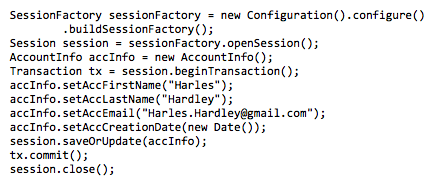 SessionFactory sessionFactory = new Configuration().configure()
.buildSessionFactory();
Session session = sessionFactory.openSession();
AccountInfo accInfo = new AccountInfo();
Transaction tx = session.beginTransaction();
accInfo.setAccFirstName("Harles");
accInfo.setAccLastName("Hardley");
accInfo.setAccEmail("Harles.Hardley@gmail.com");
accInfo.setAccCreationDate(new Date());
session.saveOrUpdate(accInfo);
tx.commit();
session.close();